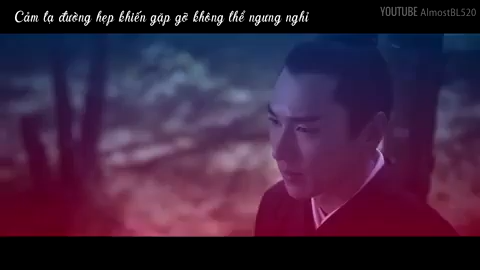 Cảm lạ đường hẹp khiến gặp gỡ không thể ngưng nghỉ
YOUTUBE AlmostBL520